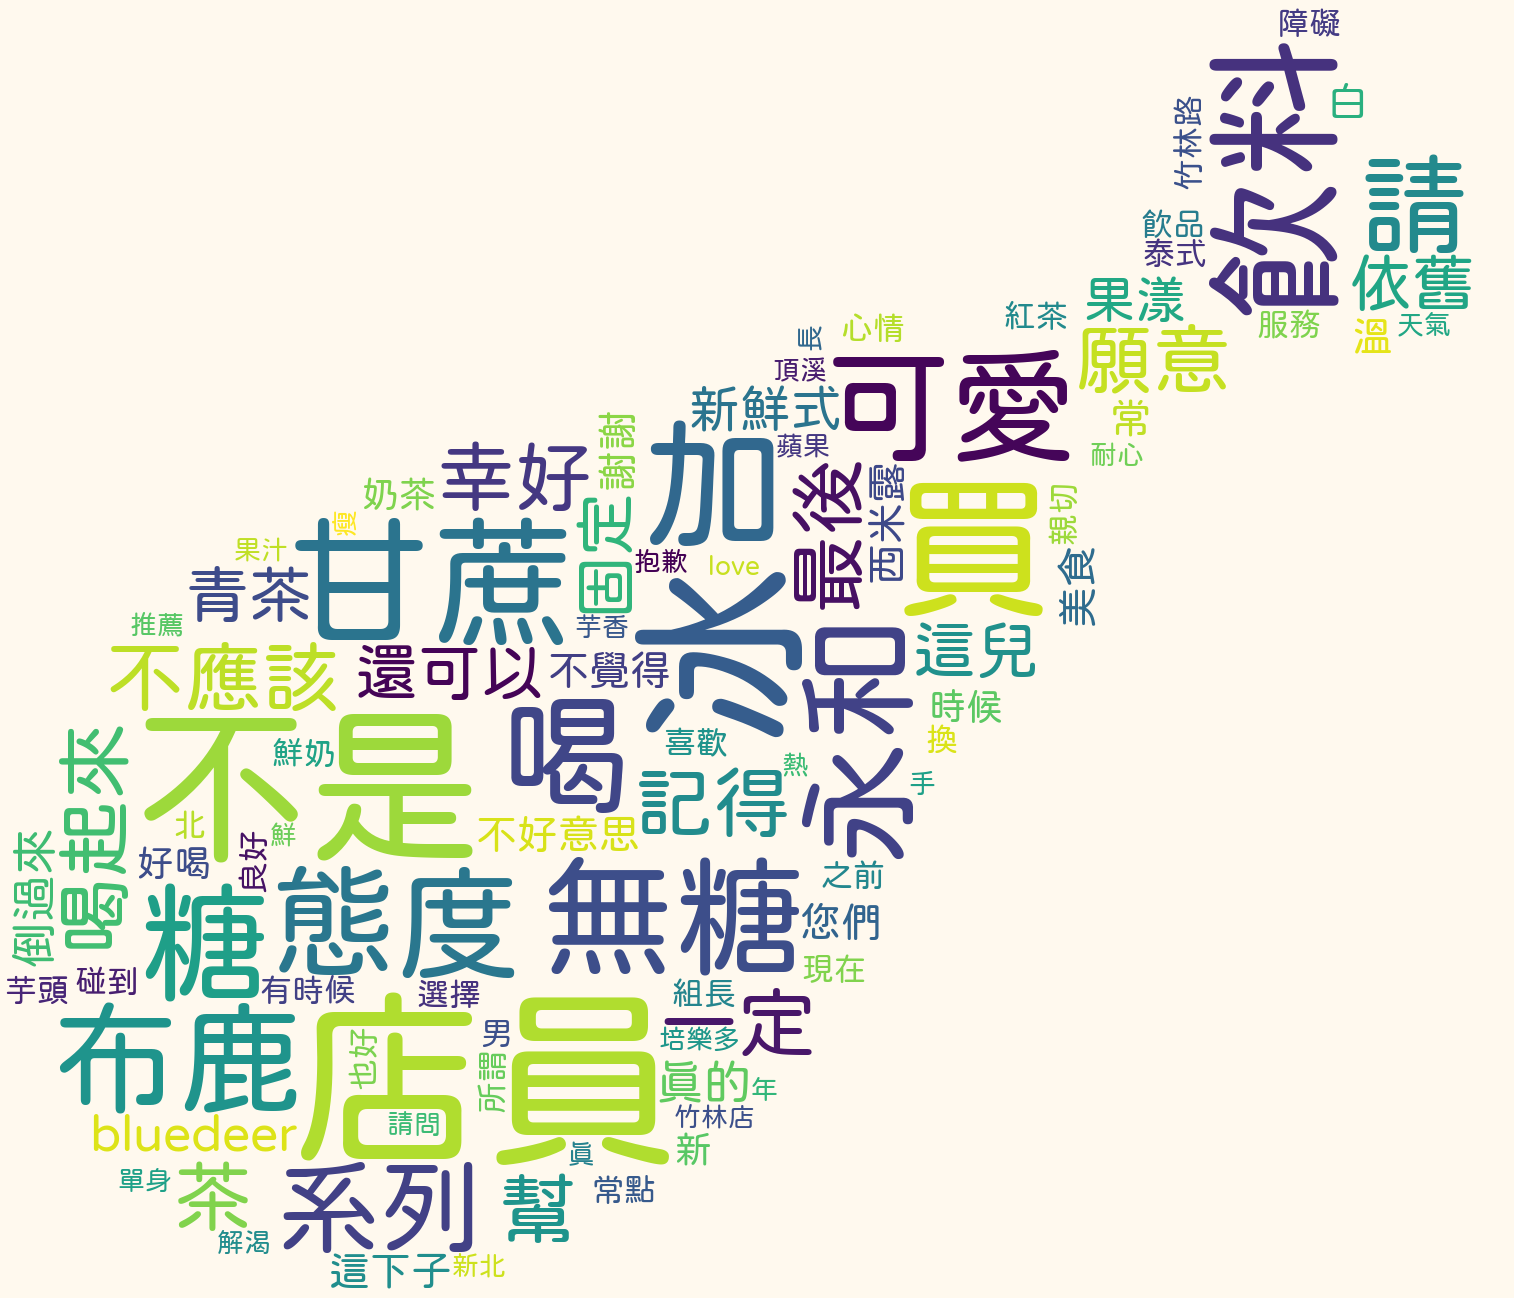 障礙
飲料
白
竹林路
請
飲品
泰式
依舊
果漾
紅茶
服務
天氣
溫
心情
長
願意
頂溪
可愛
新鮮式
常
謝謝
加
蘋果
耐心
幸好
奶茶
最後
西米露
買
親切
瘦
固定
甘蔗
果汁
抱歉
love
美食
青茶
冰
推薦
芋香
永和
這兒
不應該
還可以
不覺得
時候
喝
不是
鮮奶
喜歡
換
喝起來
記得
熱
手
北
鮮
不好意思
倒過來
好喝
良好
糖
態度
無糖
之前
您們
現在
芋頭
碰到
有時候
選擇
組長
布鹿
店員
一定
男
培樂多
也好
所謂
真的
年
請問
竹林店
bluedeer
新
真
單身
茶
系列
幫
常點
解渴
這下子
新北